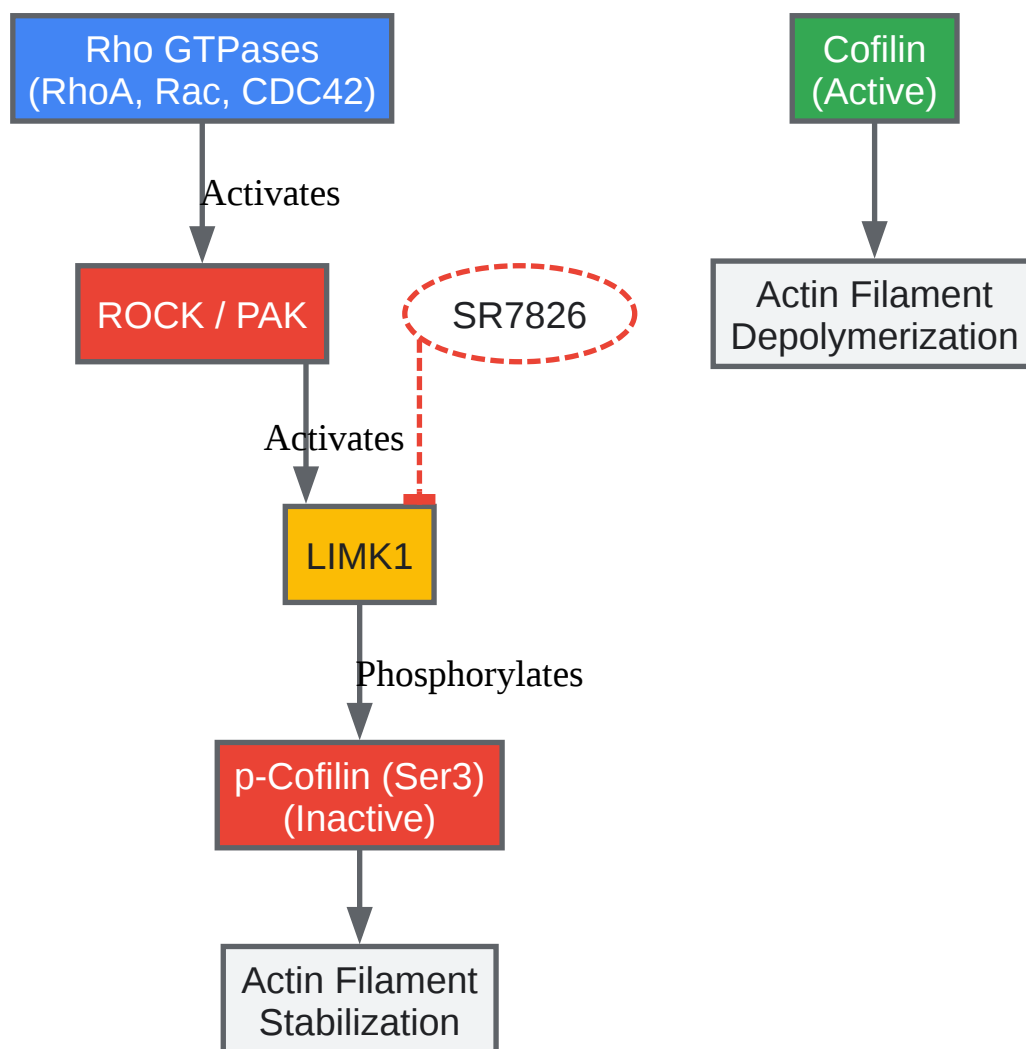 Rho GTPases
(RhoA, Rac, CDC42)
Cofilin
(Active)
Activates
ROCK / PAK
SR7826
Actin Filament
Depolymerization
Activates
LIMK1
Phosphorylates
p-Cofilin (Ser3)
(Inactive)
Actin Filament
Stabilization